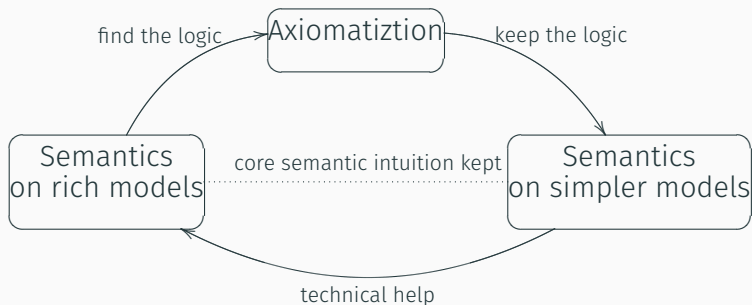 Axiomatiztion
find the logic
keep the logic
Semantics
on rich models
core semantic intuition kept
Semantics
on simpler models
technical help